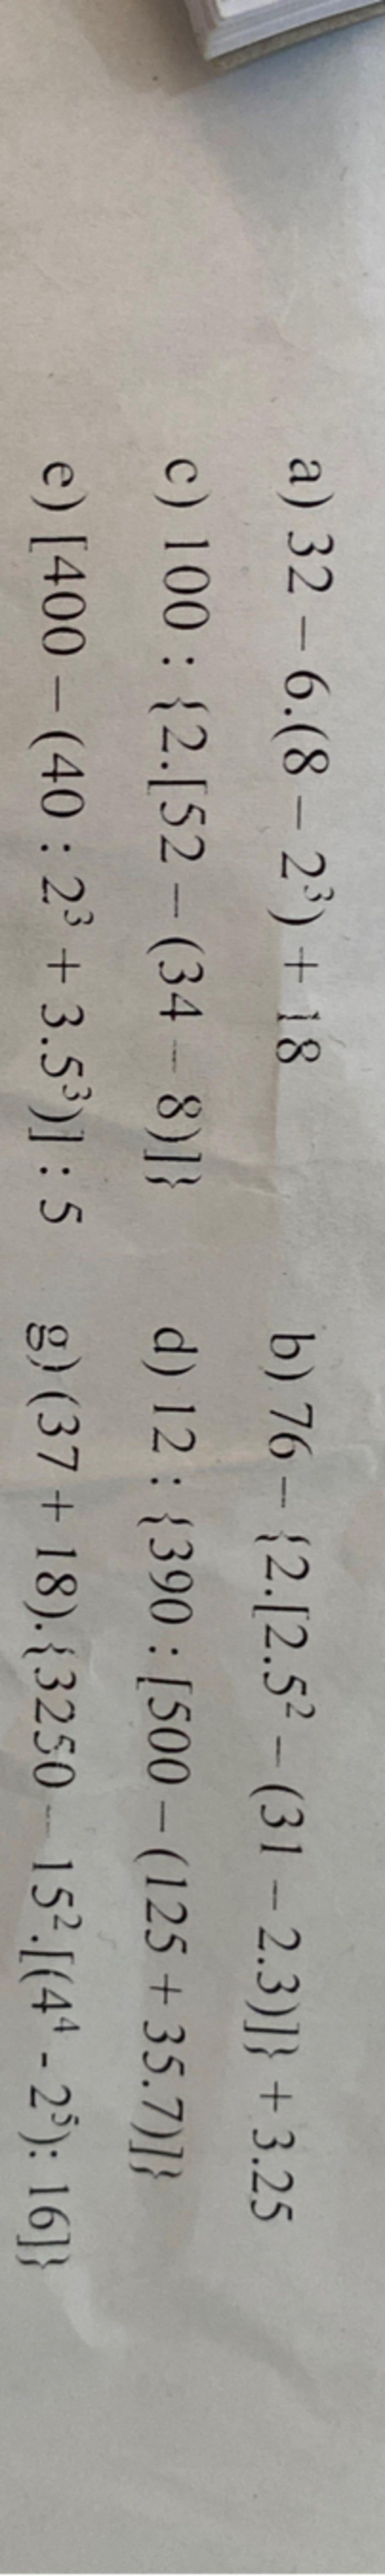 a) 32 – 6.(8 – 2³) + 18 b) 76 – {2.[2.5² – (31 – 2.3)]} + 3.25
c) 100 : {2.[52 – (34 – 8)]} d) 12 : {390 : [500 – (125 + 35.7)]}
e) [400 – (40 : 2³ + 3.5³)] : 5 g) (37 + 18).{3250 – 15².[(4⁴ - 2⁵): 16]}